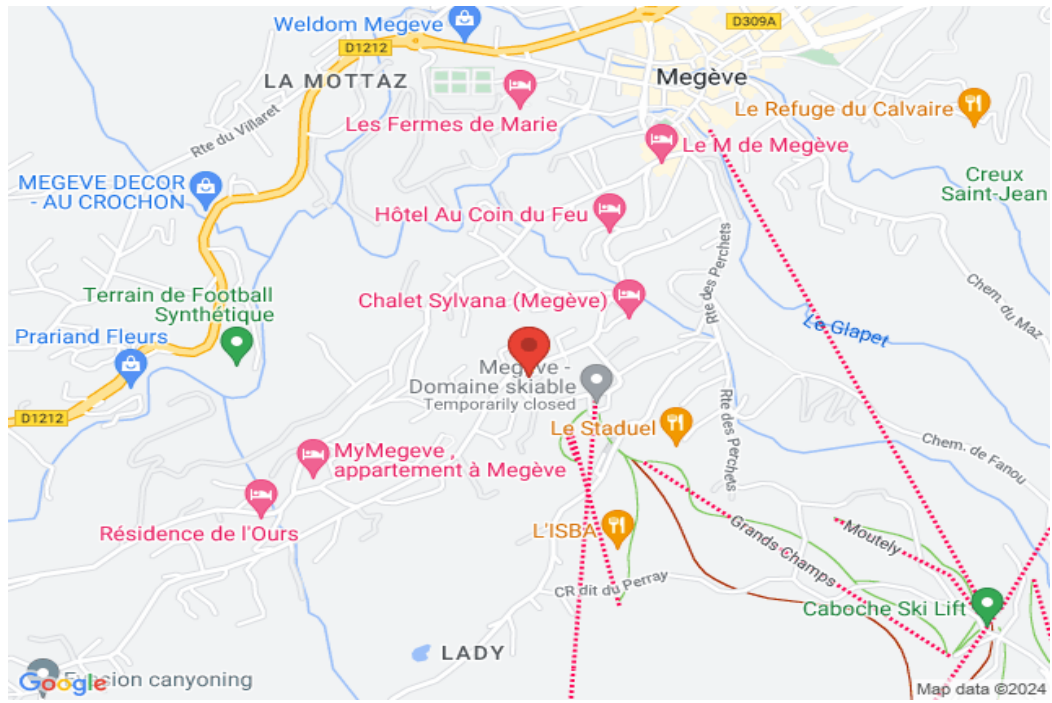 Weldom Megeve
D1212
D309A
LA MOTTAZ
Megève
Les Fermes de Marie
Le Refuge du Calvaire
Rte du Villaret
Le M de Megève
MEGEVE DECOR
- AU CROCHON
Creux
Saint-Jean
Hôtel Au Coin du Feu
Rte des Perchets
Chem. du Maz
Terrain de Football
Synthétique
Chalet Sylvana (Megève)
Le Glapet
Prariand Fleurs
Megève -
Domaine skiable
Temporarily closed
D1212
Le Staduel
Rte des Perchets
Chem. de Fanou
MyMegeve ,
appartement à Megève
Résidence de l'Ours
L'ISBA
Grands Champs
Moutely
CR dit du Perray
Caboche Ski Lift
LADY
Evasion canyoning
Google
Map data ©2024